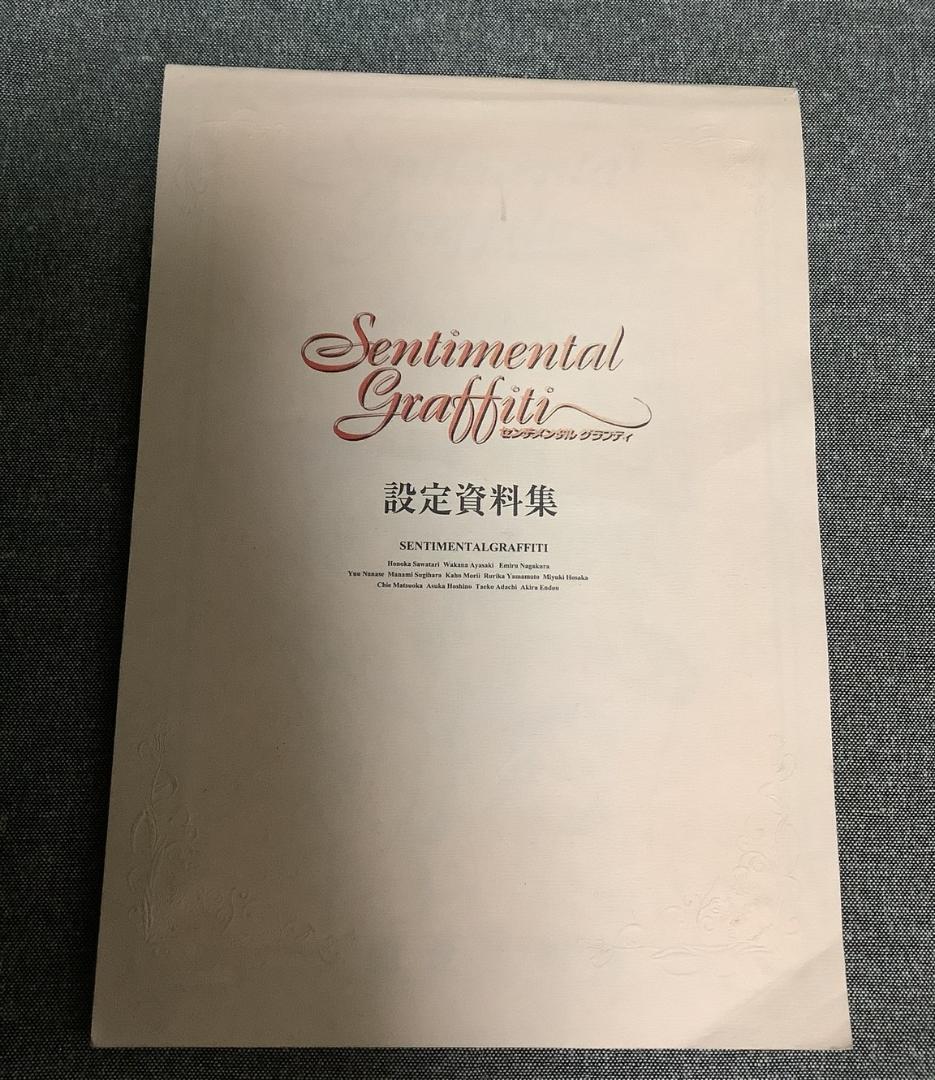 Sentimental
Graffiti
センチメンタル グラフティ
設定資料集
SENTIMENTALGRAFFITI
Honoka Sawatari Wakana Ayasaki Emiru Nagakura
Yuu Nanase Manami Sugihara Kaho Morii Rurika Yamamoto Miyuki Hosaka
Chie Matsuoka Asuka Hoshino Taeko Adachi Akira Endou